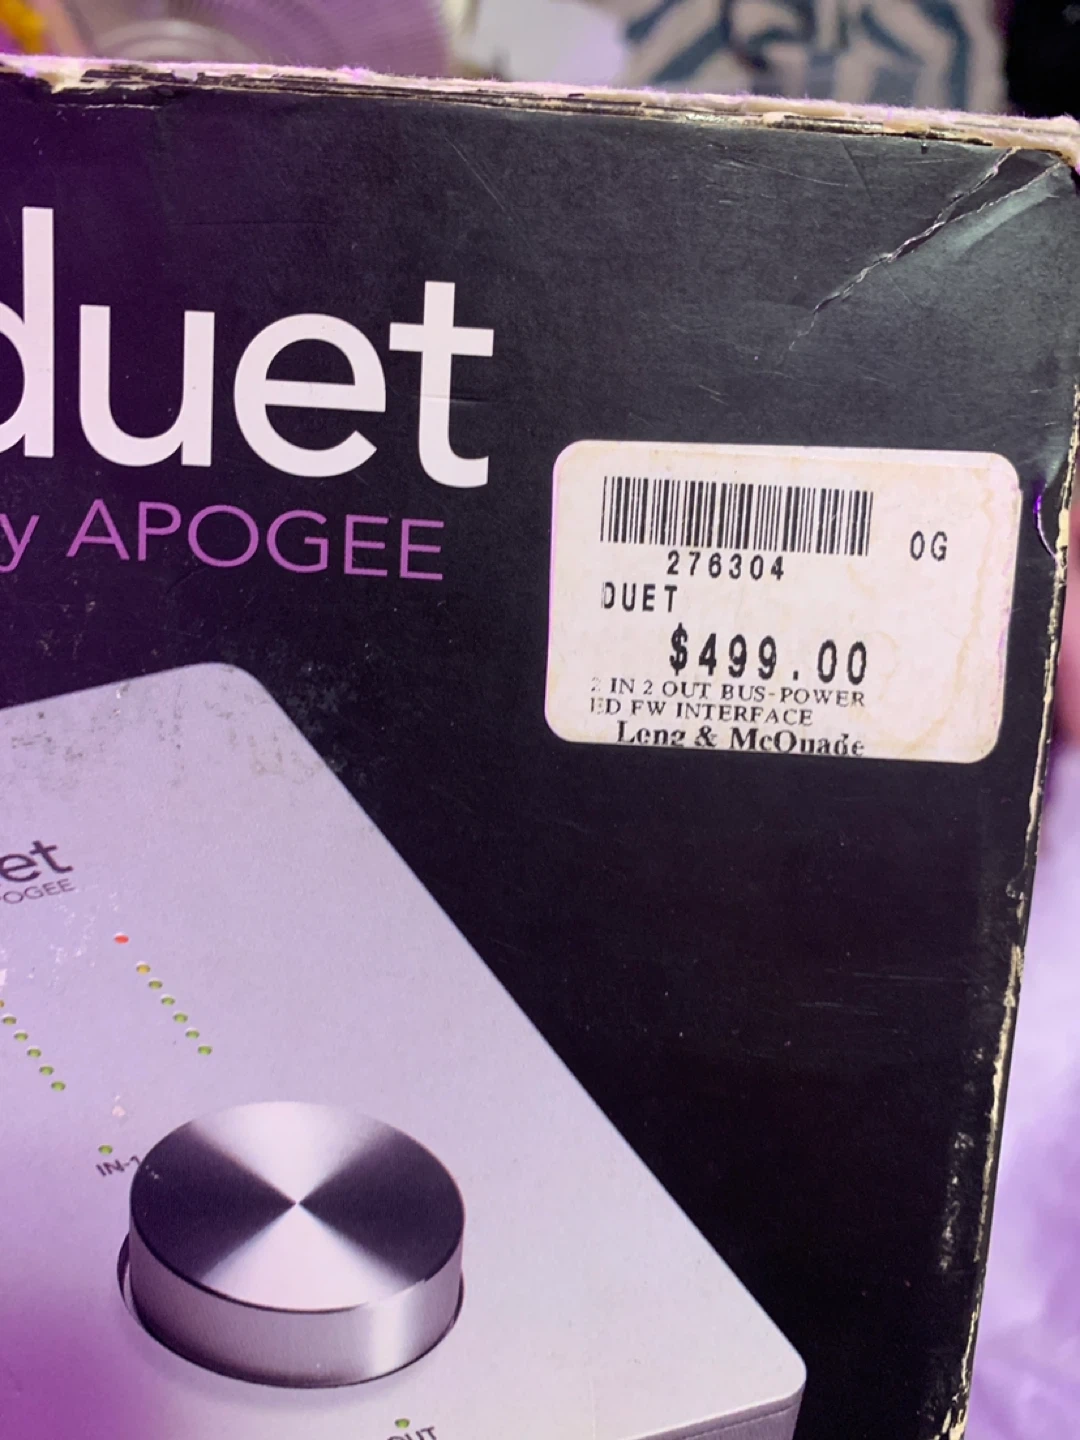 duet
y APOGEE
276304
OG
DUET
$499.00
2 IN 2 OUT BUS-POWER
ED FW INTERFACE
Long & McQuade
et
OGEE
IN-1
OUT